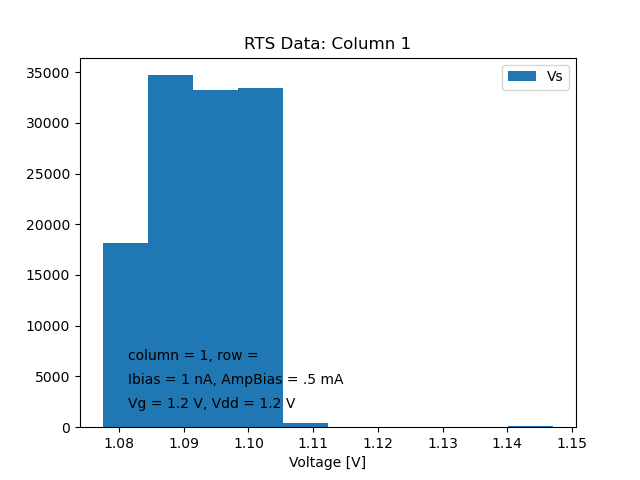 RTS Data: Column 1
Vs
35000
30000
25000
20000
15000
10000
5000
0
column = 1, row =
Ibias = 1 nA, AmpBias = .5 mA
Vg = 1.2 V, Vdd = 1.2 V
1.08 1.09 1.10 1.11 1.12 1.13 1.14 1.15
Voltage [V]